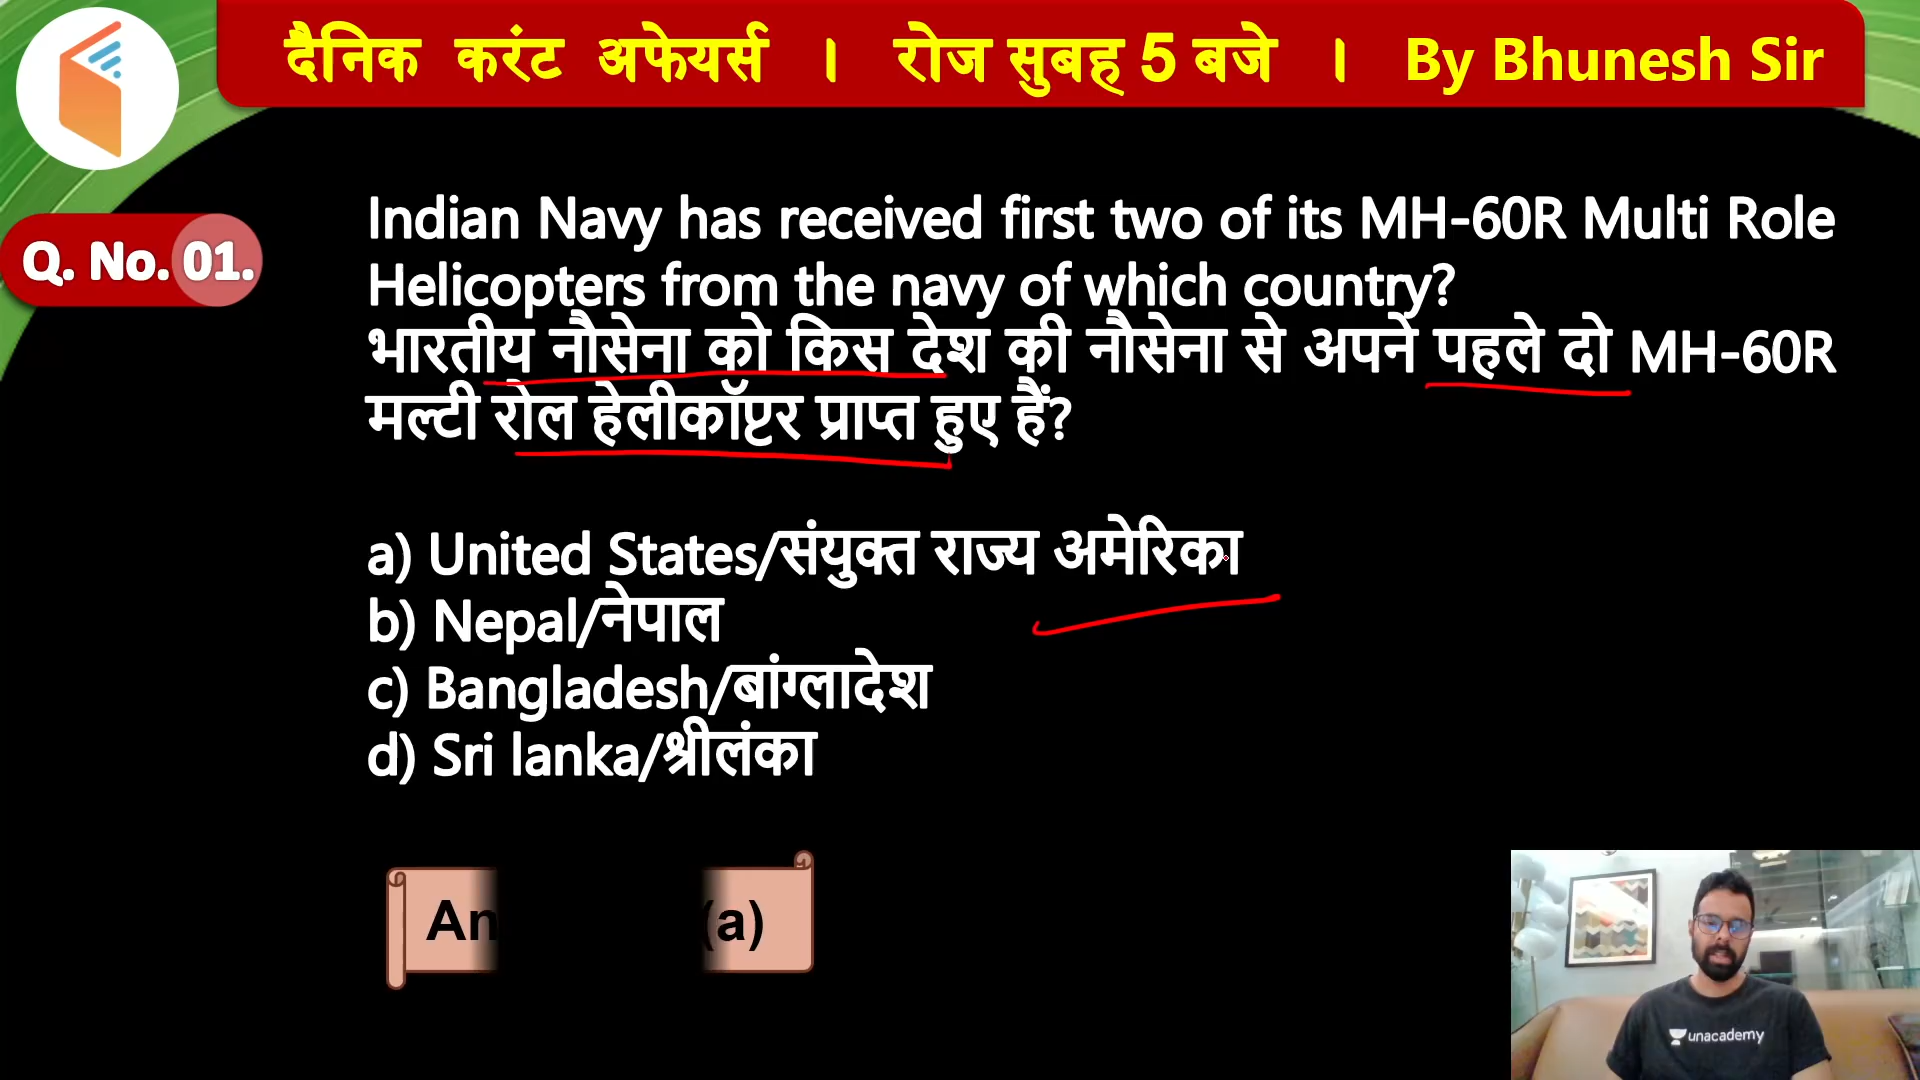 दैनिक करंट अफेयर्स । रोज सुबह 5 बजे । By Bhunesh Sir
Q. No. 01.
Indian Navy has received first two of its MH-60R Multi Role
Helicopters from the navy of which country?
भारतीय नौसेना को किस देश की नौसेना से अपने पहले दो MH-60R
मल्टी रोल हेलीकॉप्टर प्राप्त हुए हैं?
a) United States/संयुक्त राज्य अमेरिका
b) Nepal/नेपाल
c) Bangladesh/बांग्लादेश
d) Sri lanka/श्रीलंका
(a)
unacademy